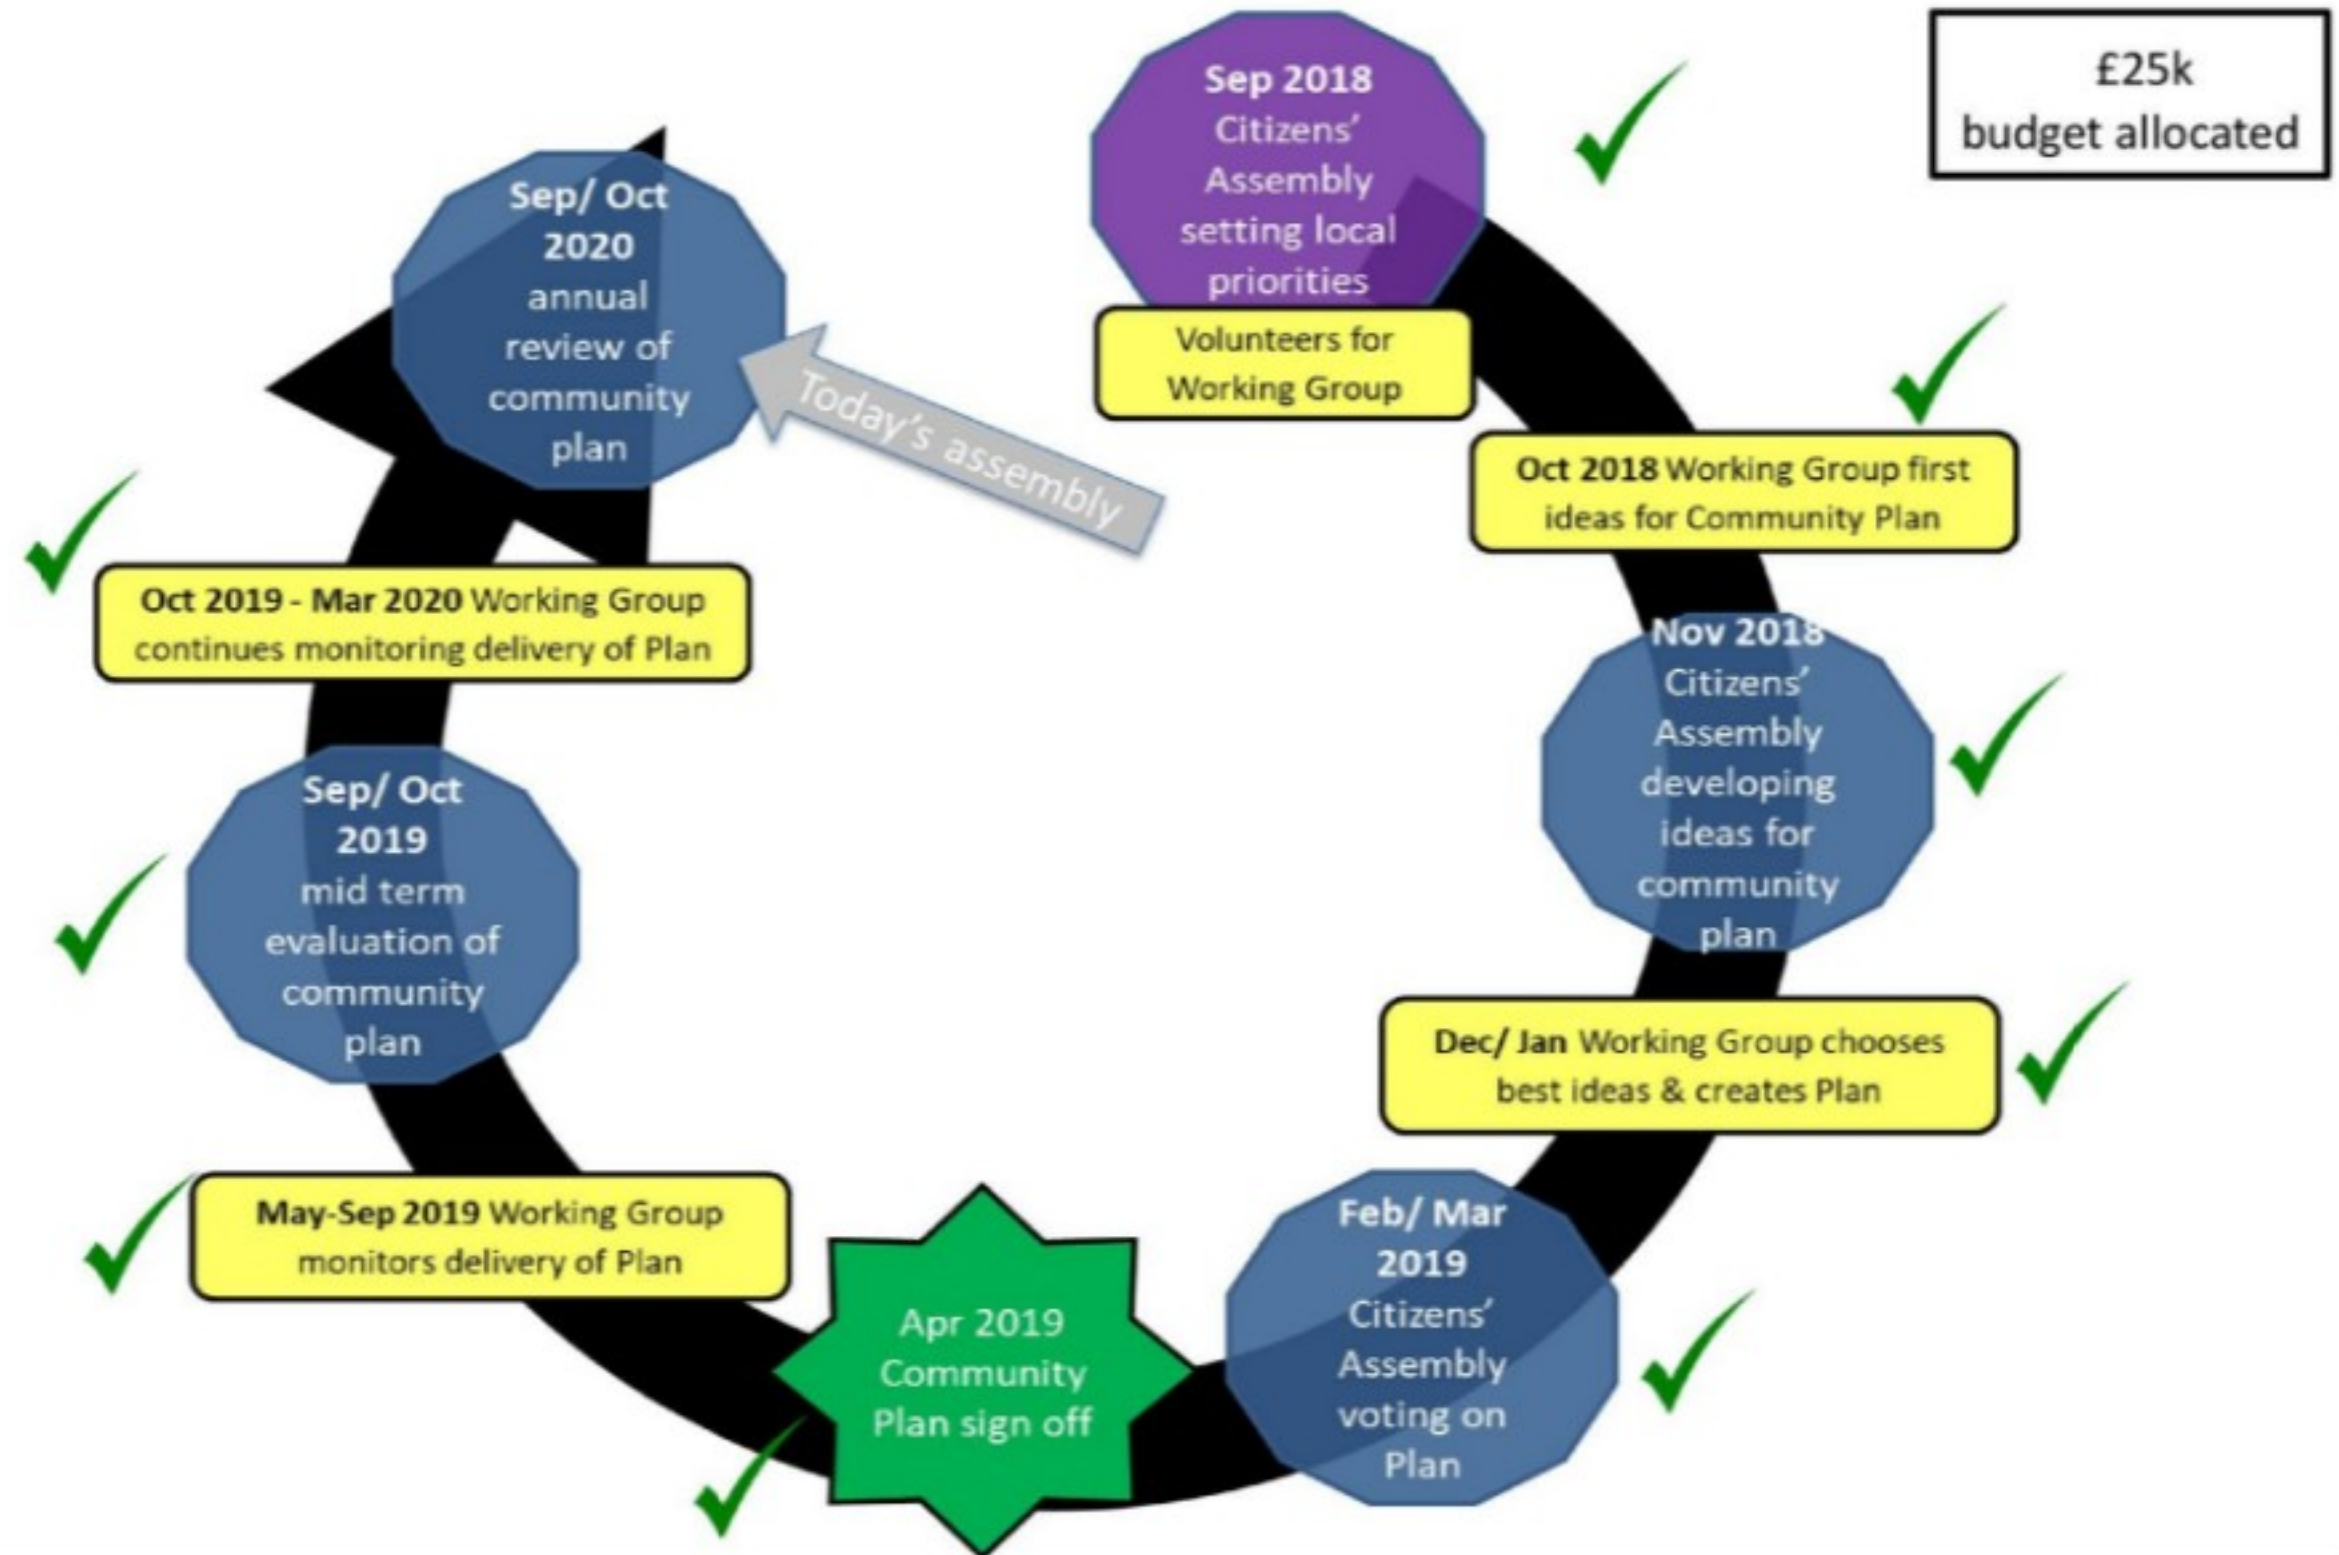 £25k
budget allocated
Sep 2018
Citizens’
Assembly
setting local
priorities
Volunteers for
Working Group
Oct 2018 Working Group first
ideas for Community Plan
Nov 2018
Citizens’
Assembly
developing
ideas for
community
plan
Dec/ Jan Working Group chooses
best ideas & creates Plan
Feb/ Mar
2019
Citizens’
Assembly
voting on
Plan
Apr 2019
Community
Plan sign off
May-Sep 2019 Working Group
monitors delivery of Plan
Sep/ Oct
2019
mid term
evaluation of
community
plan
Oct 2019 - Mar 2020 Working Group
continues monitoring delivery of Plan
Sep/ Oct
2020
annual
review of
community
plan
Today’s assembly